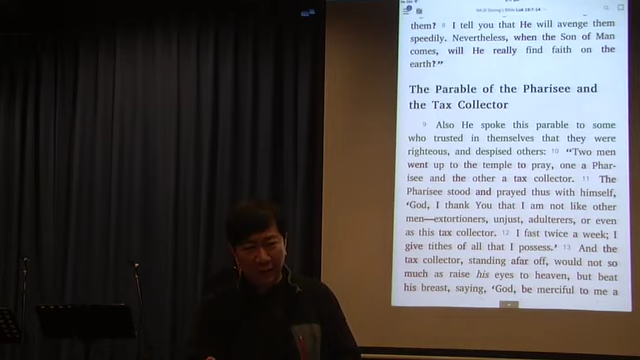 them? 8 I tell you that He will avenge them
speedily. Nevertheless, when the Son of Man
comes, will He really find faith on the
earth?”
The Parable of the Pharisee and
the Tax Collector
9 Also He spoke this parable to some
who trusted in themselves that they were
righteous, and despised others: 10 “Two men
went up to the temple to pray, one a Phar-
isee and the other a tax collector. 11 The
Pharisee stood and prayed thus with himself,
‘God, I thank You that I am not like other
men—extortioners, unjust, adulterers, or even
as this tax collector. 12 I fast twice a week; I
give tithes of all that I possess.’ 13 And the
tax collector, standing afar off, would not so
much as raise his eyes to heaven, but beat
his breast, saying, ‘God, be merciful to me a